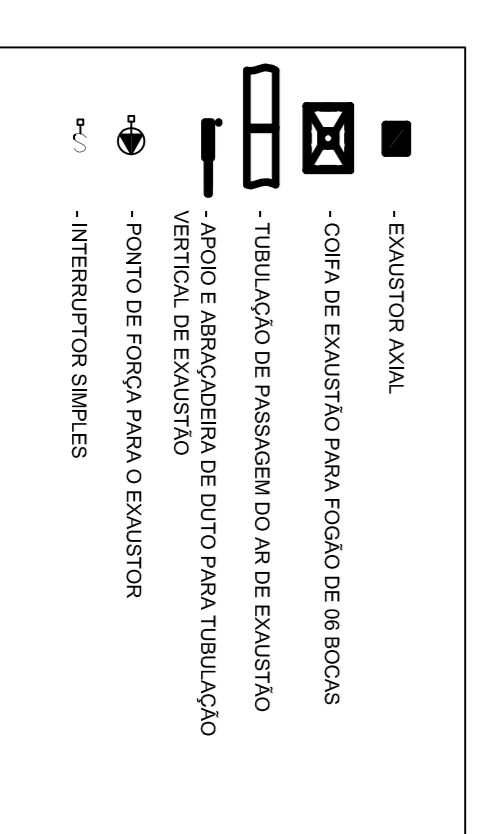 - EXAUSTOR AXIAL
- COIFA DE EXAUSTÃO PARA FOGÃO DE 06 BOCAS
- TUBULAÇÃO DE PASSAGEM DO AR DE EXAUSTÃO
- APOIO E ABRAÇADEIRA DE DUTO PARA TUBULAÇÃO
VERTICAL DE EXAUSTÃO
- PONTO DE FORÇA PARA O EXAUSTOR
- INTERRUPTOR SIMPLES